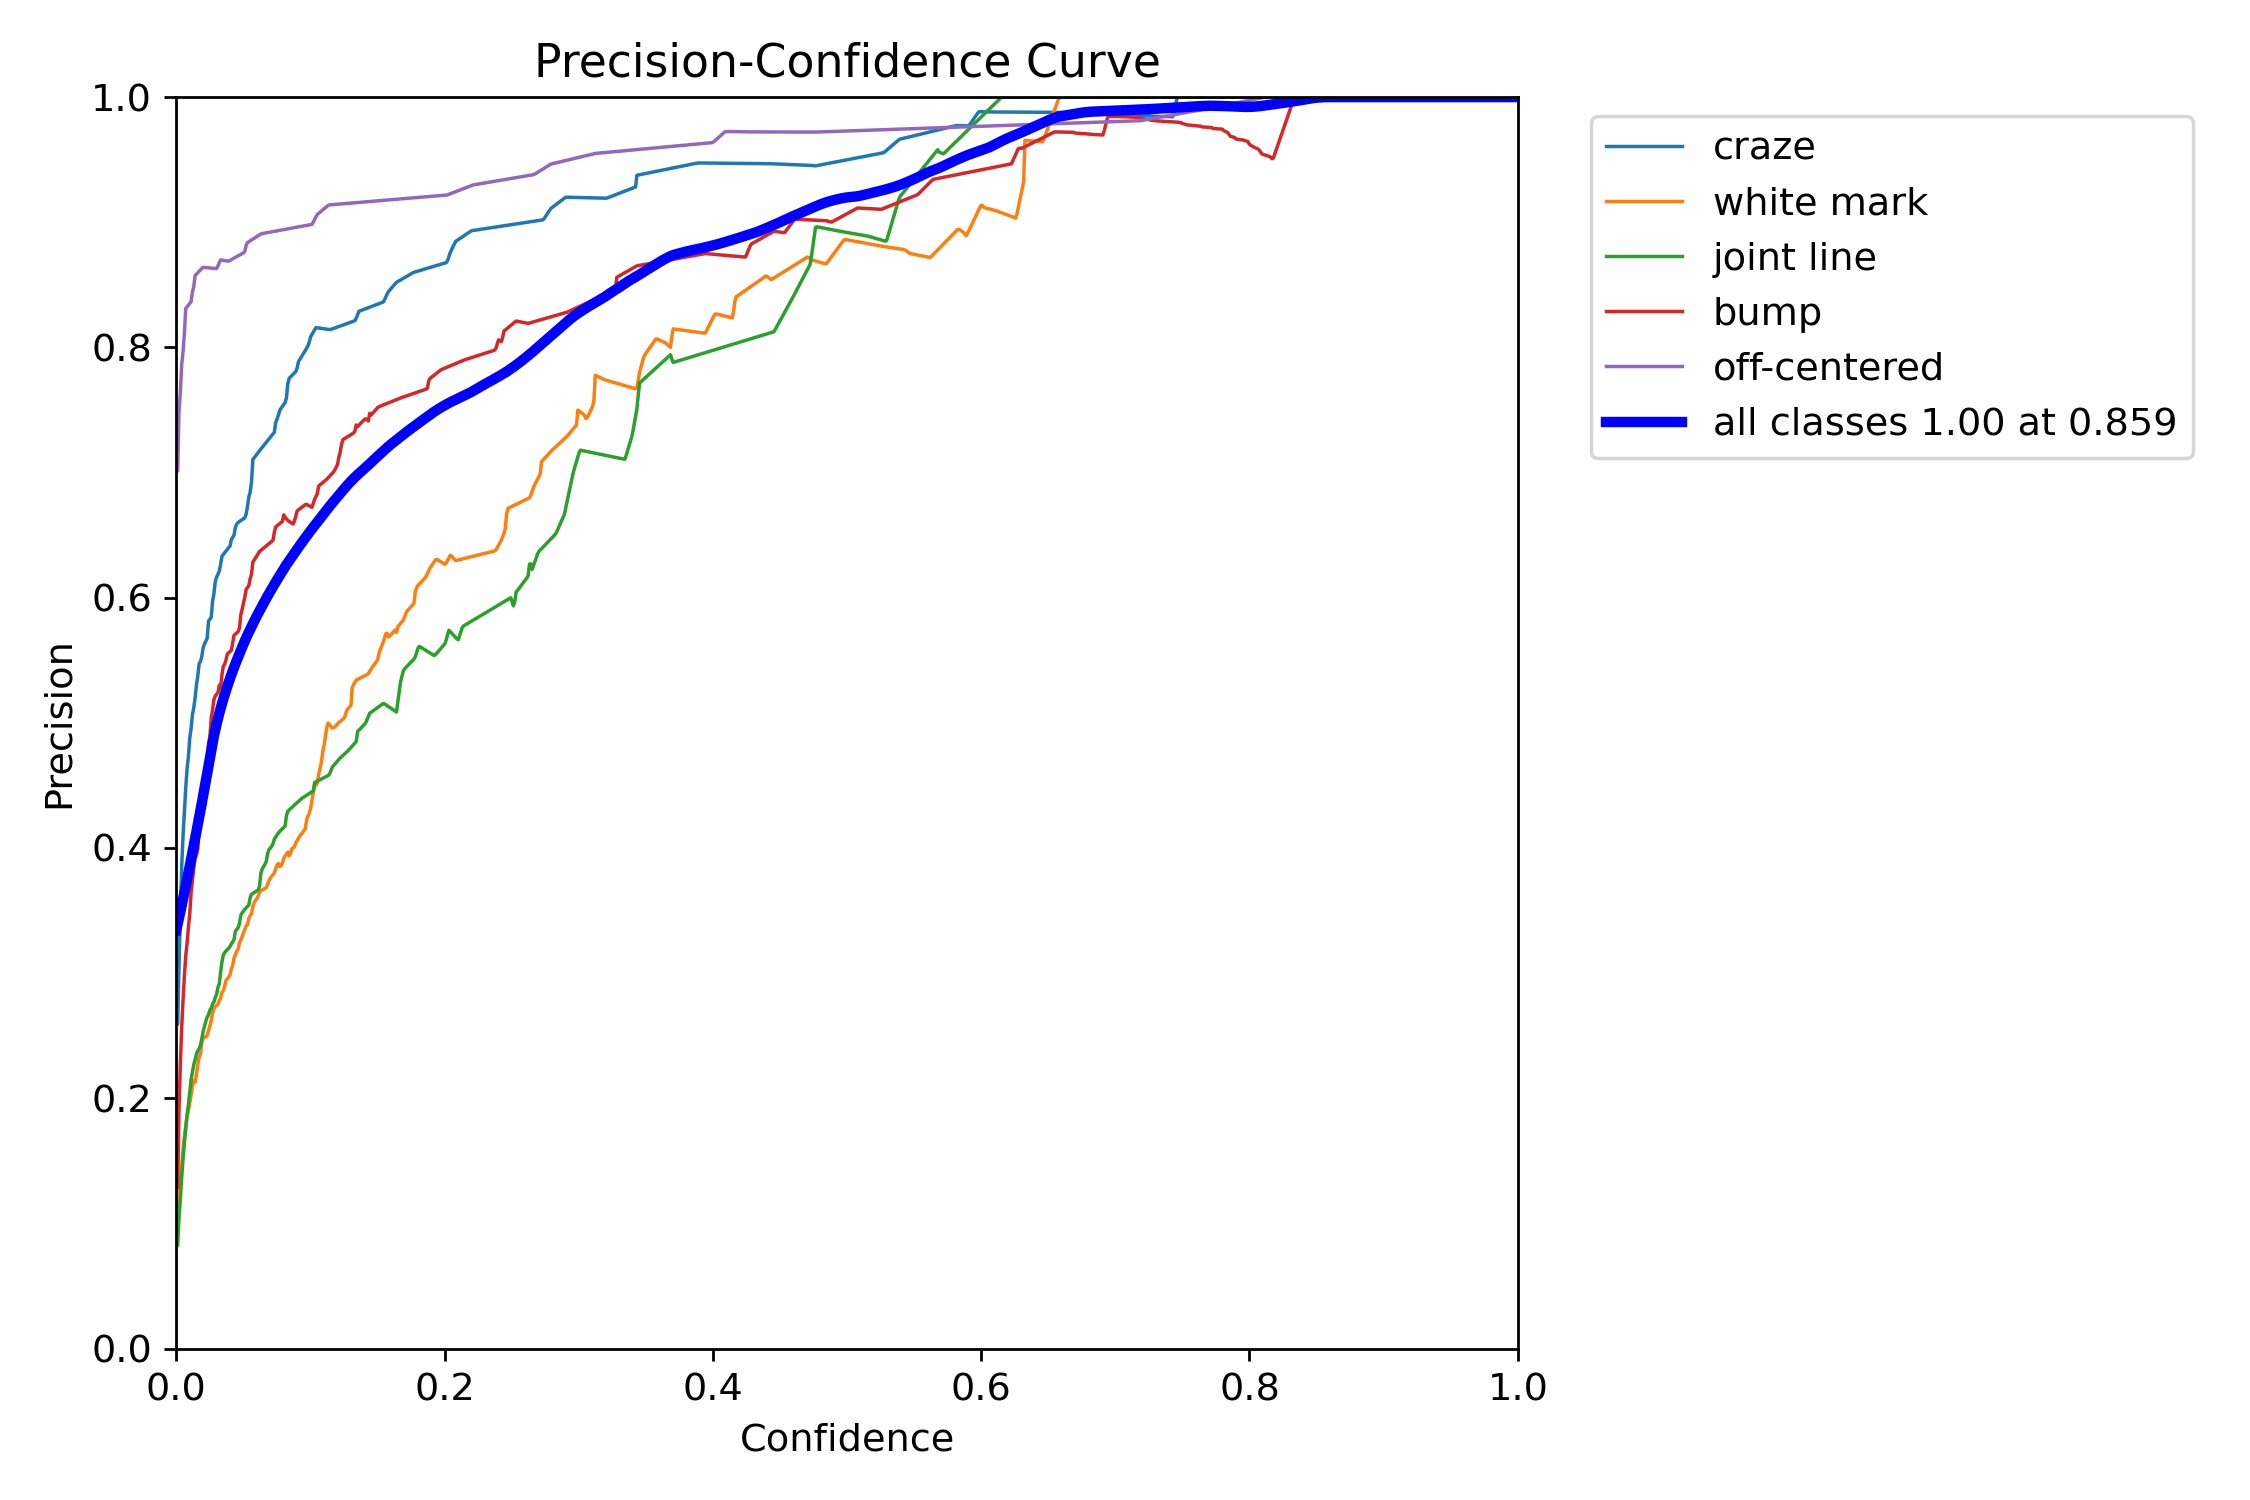 Precision-Confidence Curve
1.0
0.8
0.6
0.4
0.2
0.0
Precision
0.0 0.2 0.4 0.6 0.8 1.0
Confidence
craze
white mark
joint line
bump
off-centered
all classes 1.00 at 0.859